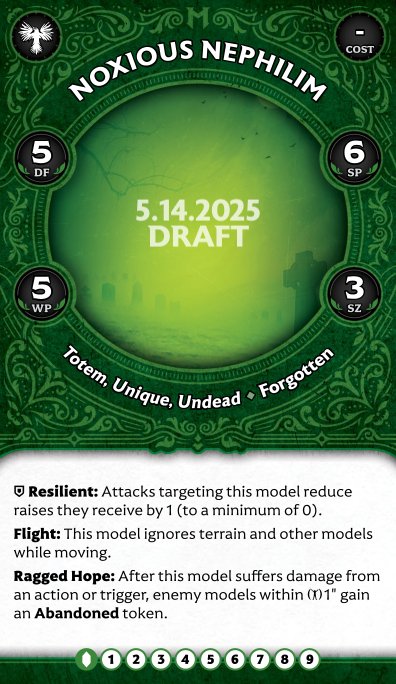 -
COST
NOXIOUS NEPHILIM
5
DF
6
SP
5.14.2025
DRAFT
5
WP
3
SZ
Totem, Unique, Undead ◆ Forgotten
Resilient: Attacks targeting this model reduce
raises they receive by 1 (to a minimum of 0).
Flight: This model ignores terrain and other models
while moving.
Ragged Hope: After this model suffers damage from
an action or trigger, enemy models within 1" gain
an Abandoned token.
1 2 3 4 5 6 7 8 9